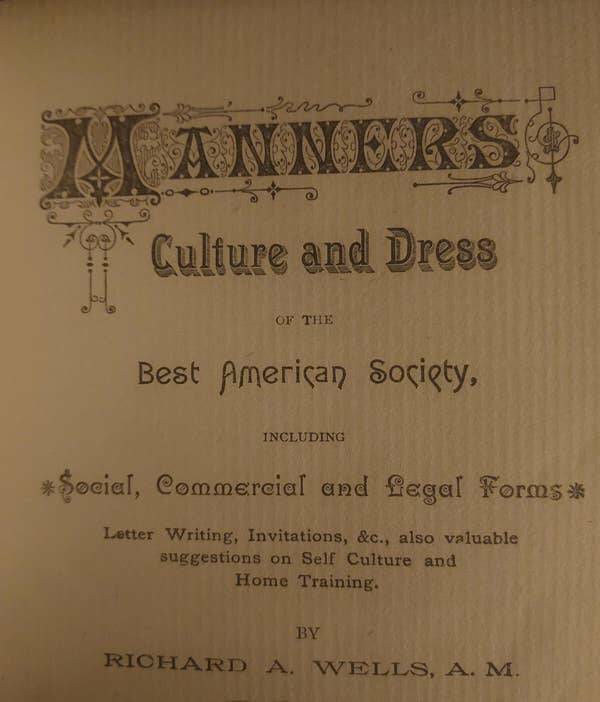 MANNERS
Culture and Dress
OF THE
Best American Society,
INCLUDING
*Social, Commercial and Legal Forms*
Letter Writing, Invitations, &c., also valuable
suggestions on Self Culture and
Home Training.
BY
RICHARD A. WELLS, A. M.